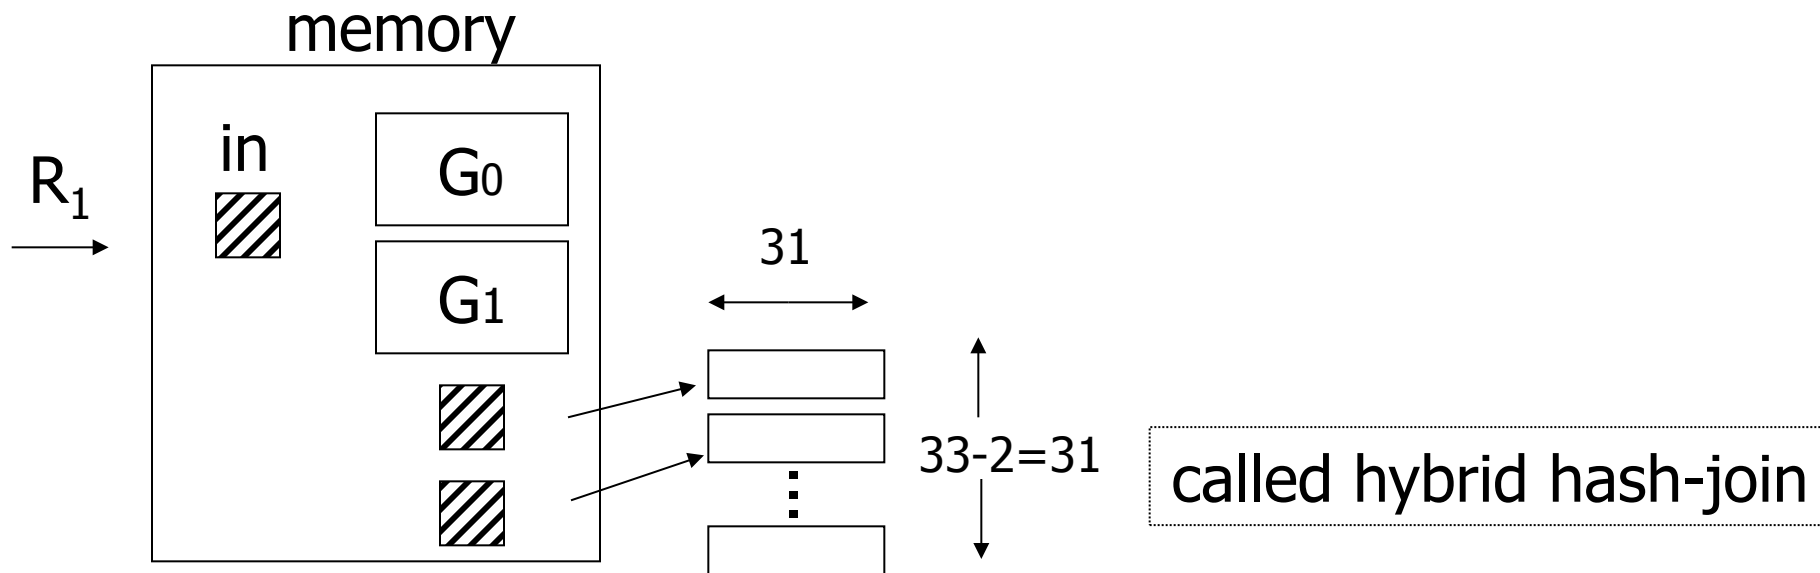 memory
in
R₁
G0
G1
31
33-2=31
called hybrid hash-join